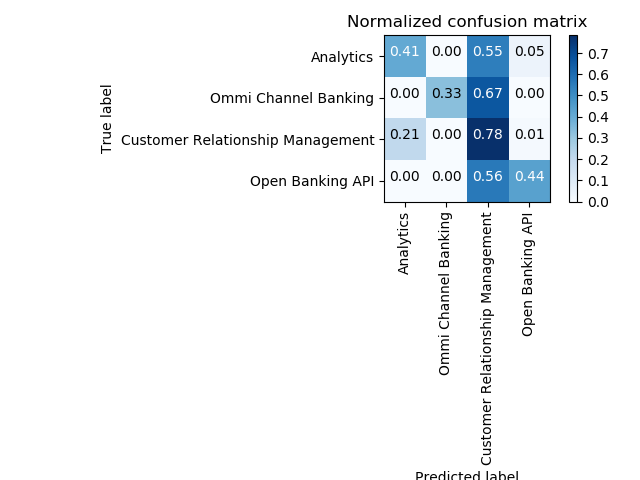 Normalized confusion matrix
True label
Analytics 0.41 0.00 0.55 0.05
Ommi Channel Banking 0.00 0.33 0.67 0.00
Customer Relationship Management 0.21 0.00 0.78 0.01
Open Banking API 0.00 0.00 0.56 0.44
0.7
0.6
0.5
0.4
0.3
0.2
0.1
0.0
Analytics
Ommi Channel Banking
Customer Relationship Management
Open Banking API
Predicted label